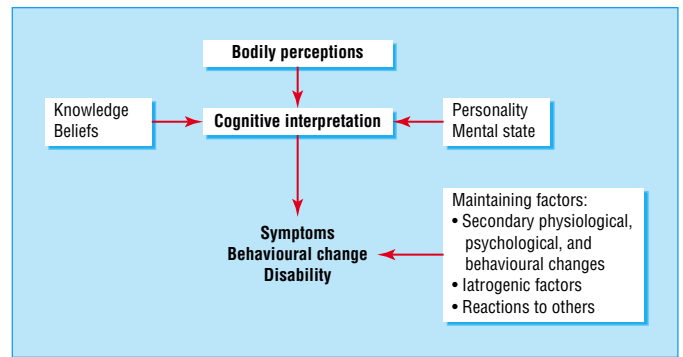 Bodily perceptions
Knowledge
Beliefs
Cognitive interpretation
Personality
Mental state
Symptoms
Behavioural change
Disability
Maintaining factors:
• Secondary physiological,
psychological, and
behavioural changes
• Iatrogenic factors
• Reactions to others